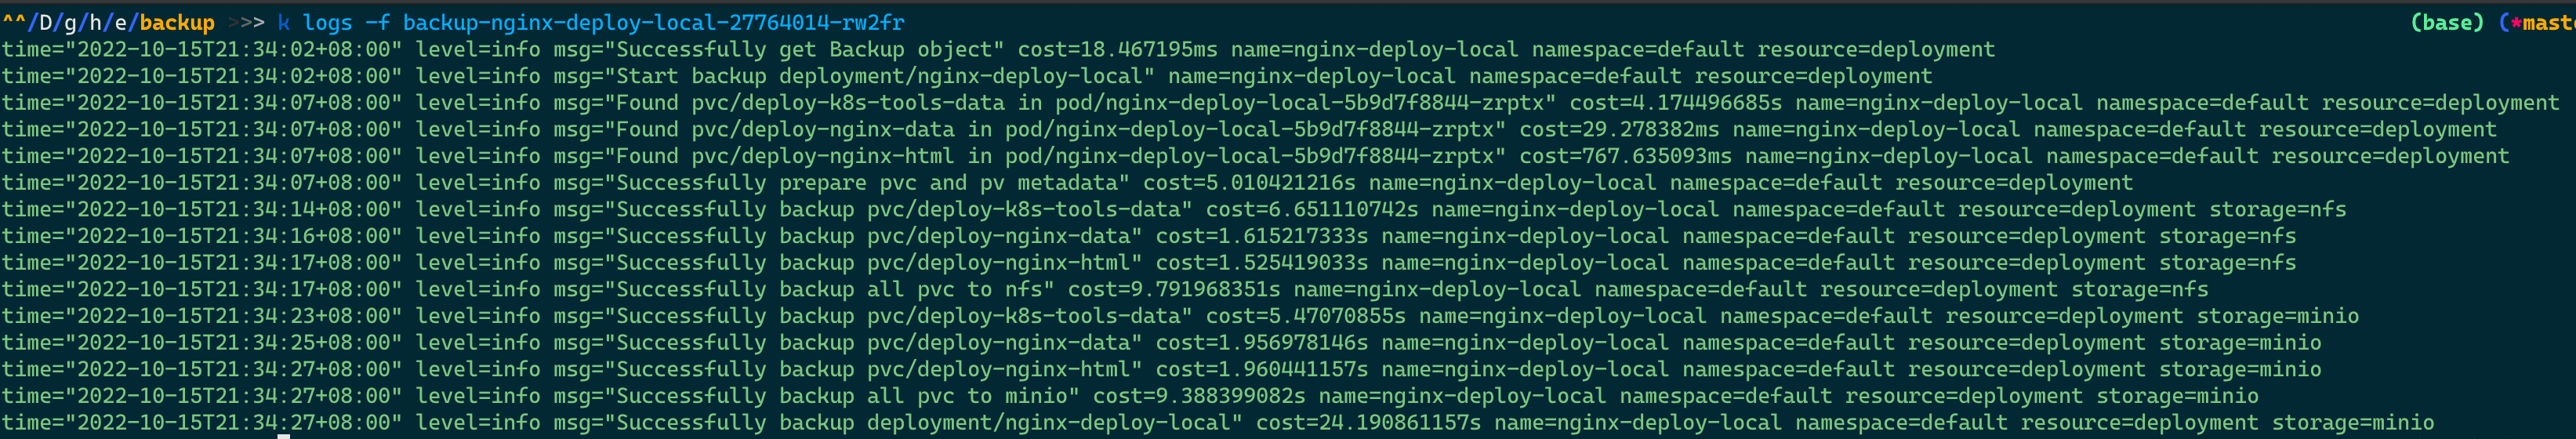 ^^/D/g/h/e/backup >>> k logs -f backup-nginx-deploy-local-27764014-rw2fr (base) (*maste
time="2022-10-15T21:34:02+08:00" level=info msg="Successfully get Backup object" cost=18.467195ms name=nginx-deploy-local namespace=default resource=deployment
time="2022-10-15T21:34:02+08:00" level=info msg="Start backup deployment/nginx-deploy-local" name=nginx-deploy-local namespace=default resource=deployment
time="2022-10-15T21:34:07+08:00" level=info msg="Found pvc/deploy-k8s-tools-data in pod/nginx-deploy-local-5b9d7f8844-zrptx" cost=4.174496685s name=nginx-deploy-local namespace=default resource=deployment
time="2022-10-15T21:34:07+08:00" level=info msg="Found pvc/deploy-nginx-data in pod/nginx-deploy-local-5b9d7f8844-zrptx" cost=29.278382ms name=nginx-deploy-local namespace=default resource=deployment
time="2022-10-15T21:34:07+08:00" level=info msg="Found pvc/deploy-nginx-html in pod/nginx-deploy-local-5b9d7f8844-zrptx" cost=767.635093ms name=nginx-deploy-local namespace=default resource=deployment
time="2022-10-15T21:34:07+08:00" level=info msg="Successfully prepare pvc and pv metadata" cost=5.010421216s name=nginx-deploy-local namespace=default resource=deployment
time="2022-10-15T21:34:14+08:00" level=info msg="Successfully backup pvc/deploy-k8s-tools-data" cost=6.651110742s name=nginx-deploy-local namespace=default resource=deployment storage=nfs
time="2022-10-15T21:34:16+08:00" level=info msg="Successfully backup pvc/deploy-nginx-data" cost=1.615217333s name=nginx-deploy-local namespace=default resource=deployment storage=nfs
time="2022-10-15T21:34:17+08:00" level=info msg="Successfully backup pvc/deploy-nginx-html" cost=1.525419033s name=nginx-deploy-local namespace=default resource=deployment storage=nfs
time="2022-10-15T21:34:17+08:00" level=info msg="Successfully backup all pvc to nfs" cost=9.791968351s name=nginx-deploy-local namespace=default resource=deployment storage=nfs
time="2022-10-15T21:34:23+08:00" level=info msg="Successfully backup pvc/deploy-k8s-tools-data" cost=5.47070855s name=nginx-deploy-local namespace=default resource=deployment storage=minio
time="2022-10-15T21:34:25+08:00" level=info msg="Successfully backup pvc/deploy-nginx-data" cost=1.956978146s name=nginx-deploy-local namespace=default resource=deployment storage=minio
time="2022-10-15T21:34:27+08:00" level=info msg="Successfully backup pvc/deploy-nginx-html" cost=1.960441157s name=nginx-deploy-local namespace=default resource=deployment storage=minio
time="2022-10-15T21:34:27+08:00" level=info msg="Successfully backup all pvc to minio" cost=9.388399082s name=nginx-deploy-local namespace=default resource=deployment storage=minio
time="2022-10-15T21:34:27+08:00" level=info msg="Successfully backup deployment/nginx-deploy-local" cost=24.190861157s name=nginx-deploy-local namespace=default resource=deployment storage=minio